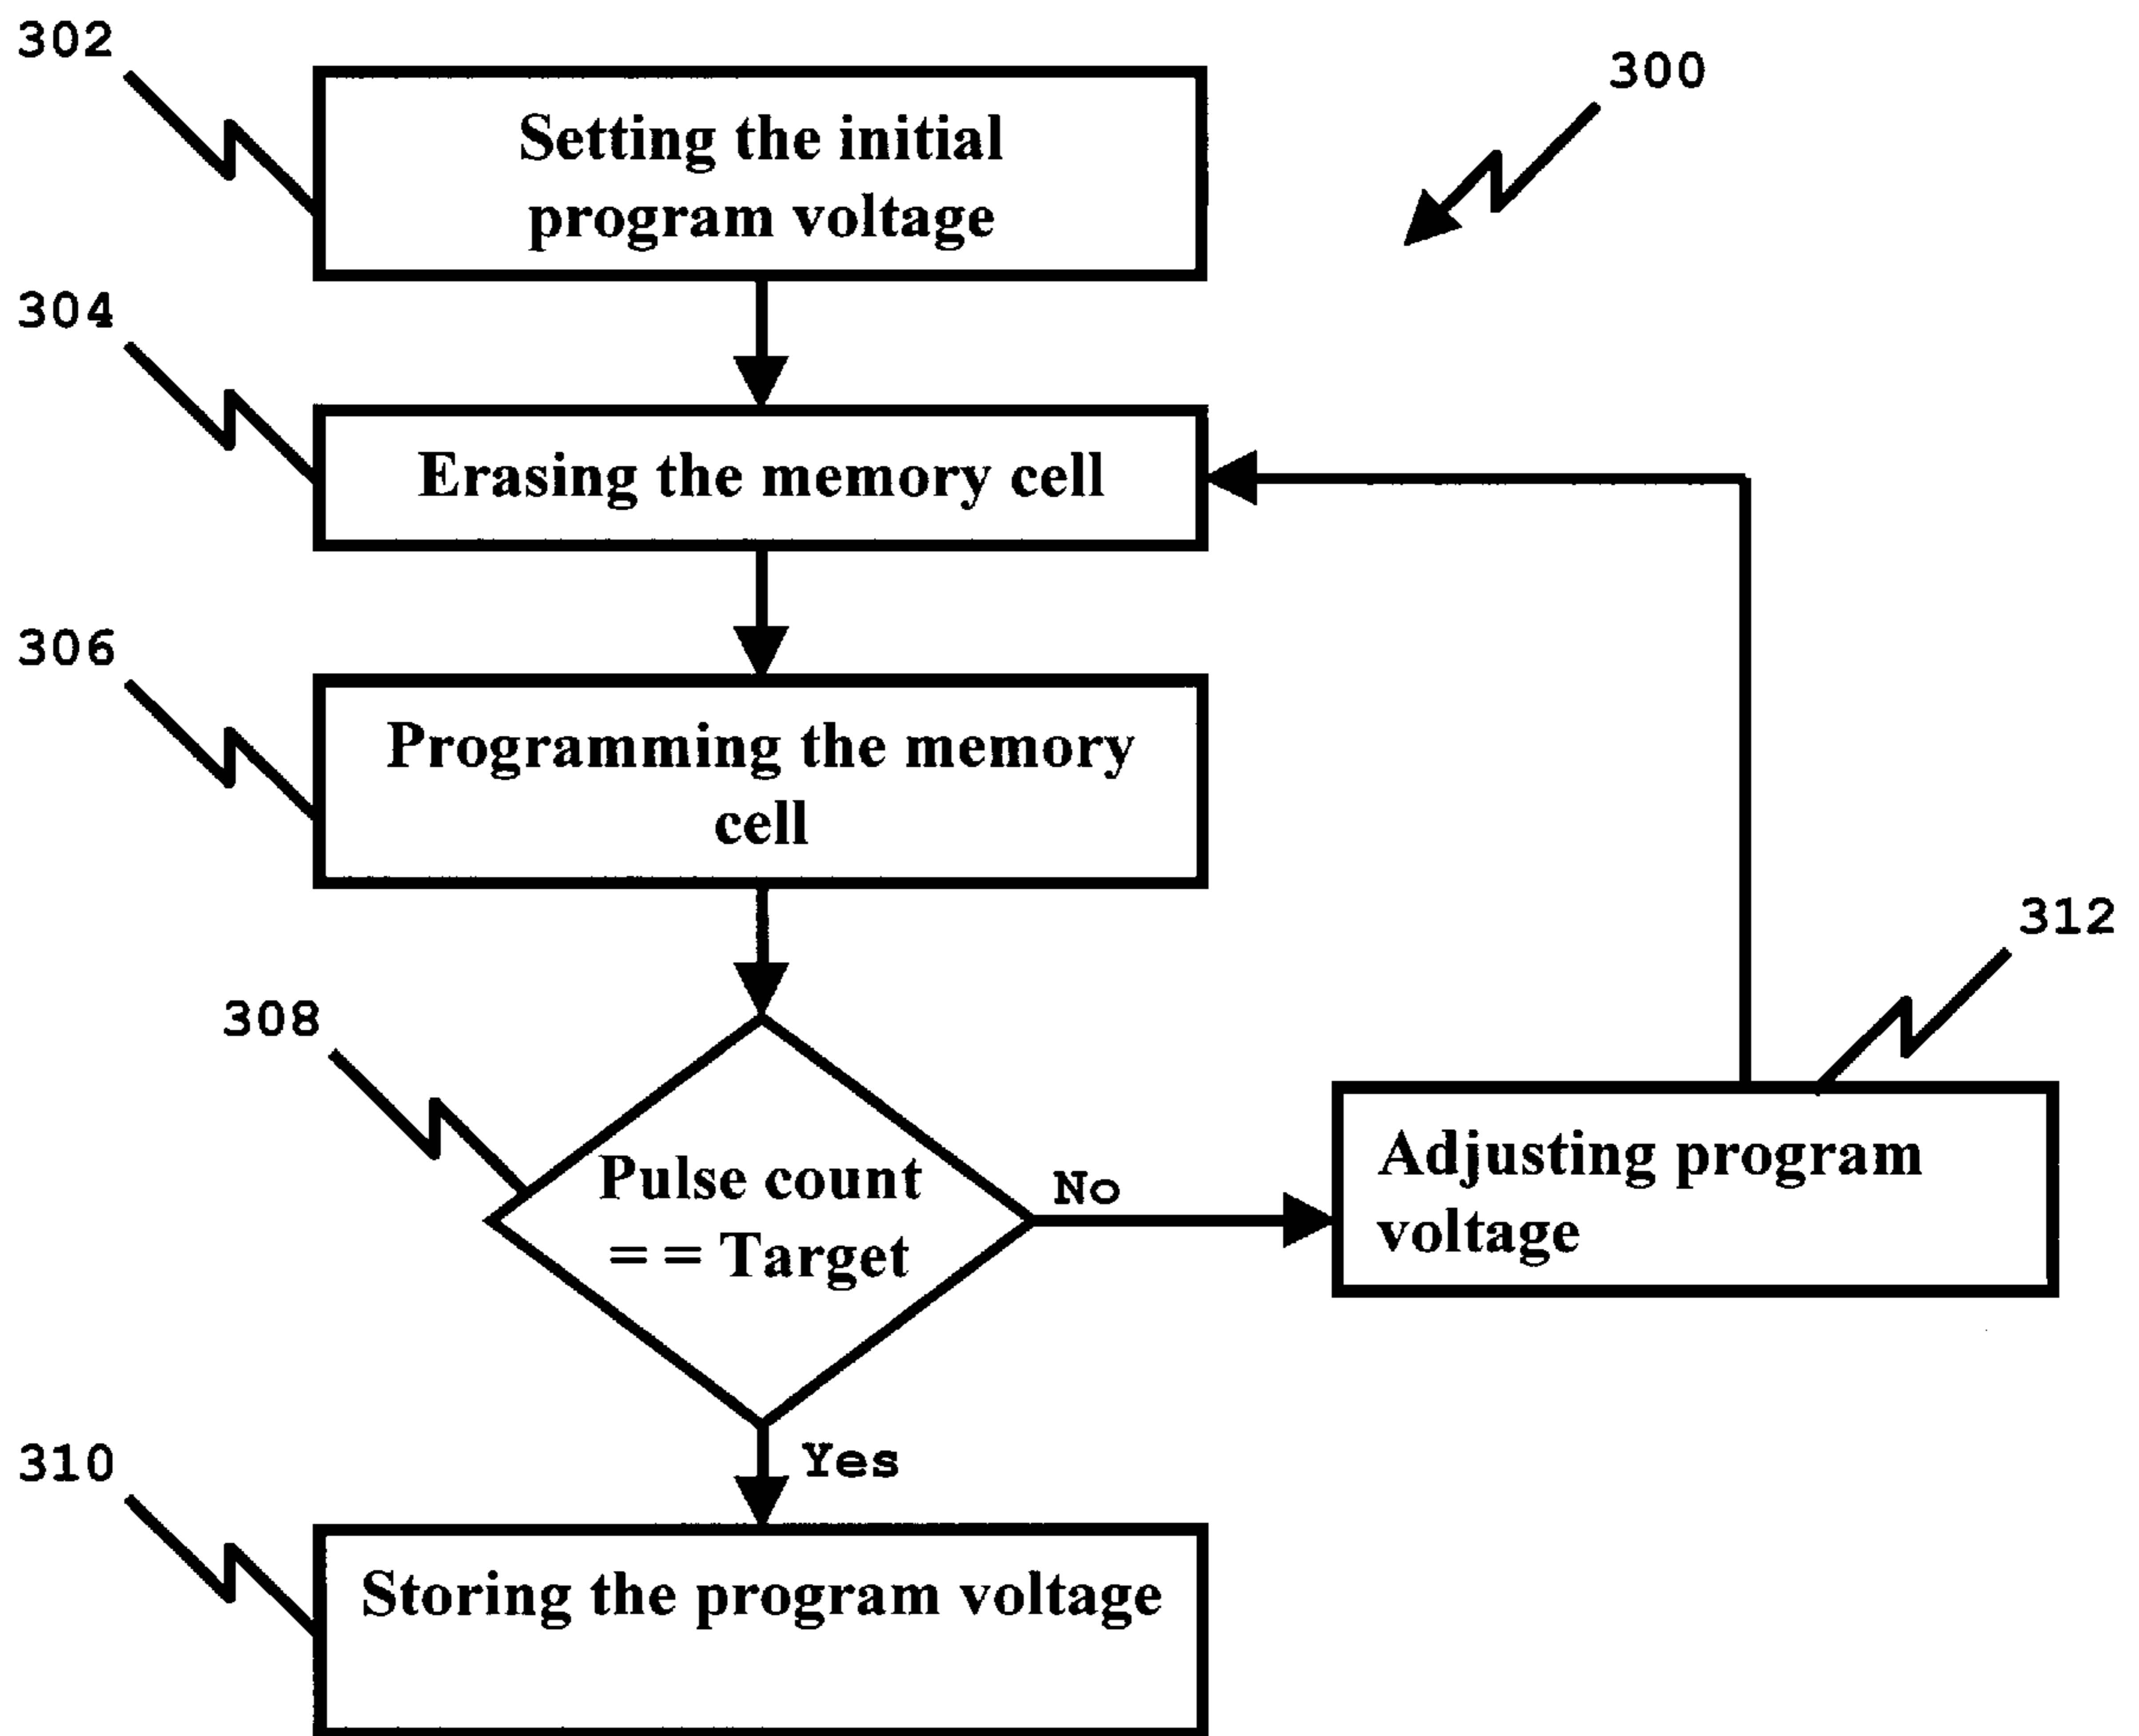 302
300
Setting the initial
program voltage
304
Erasing the memory cell
306
Programming the memory
cell
312
308
Pulse count
== Target
No
Adjusting program
voltage
Yes
310
Storing the program voltage